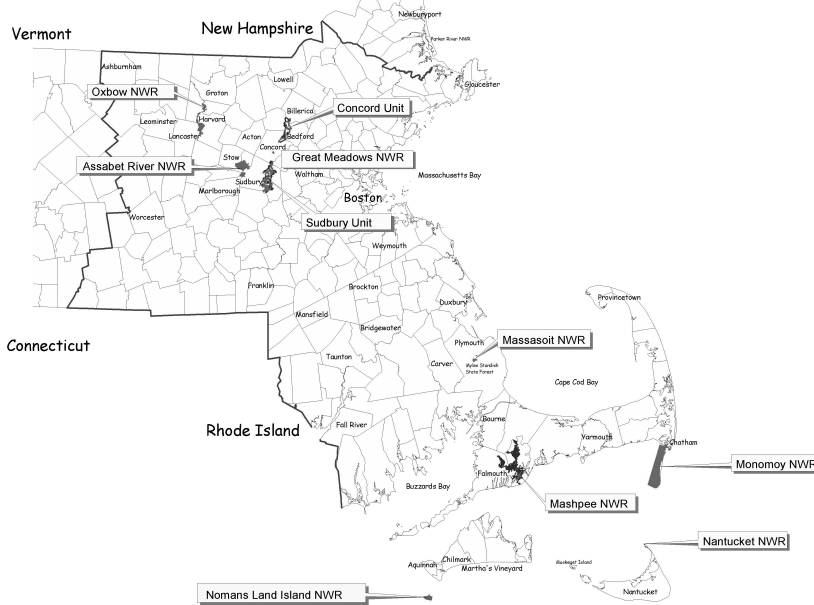 Newburyport
New Hampshire
Vermont
Parker River NWR
Ashburnham
Lowell
Gloucester
Oxbow NWR
Groton
Concord Unit
Billerica
Harvard
Leominster
Lancaster
Acton
Bedford
Concord
Great Meadows NWR
Stow
Assabet River NWR
Waltham
Massachusetts Bay
Sudbury
Marlborough
Boston
Worcester
Sudbury Unit
Weymouth
Franklin
Brockton
Provincetown
Duxbury
Mansfield
Bridgewater
Connecticut
Plymouth
Massasoit NWR
Taunton
Carver
Myles Standish
State Forest
Cape Cod Bay
Bourne
Rhode Island
Fall River
Yarmouth
Chatham
Monomoy NWR
Falmouth
Buzzards Bay
Mashpee NWR
Nantucket NWR
Chilmark
Aquinnah
Martha's Vineyard
Muskeget Island
Nantucket
Nomans Land Island NWR